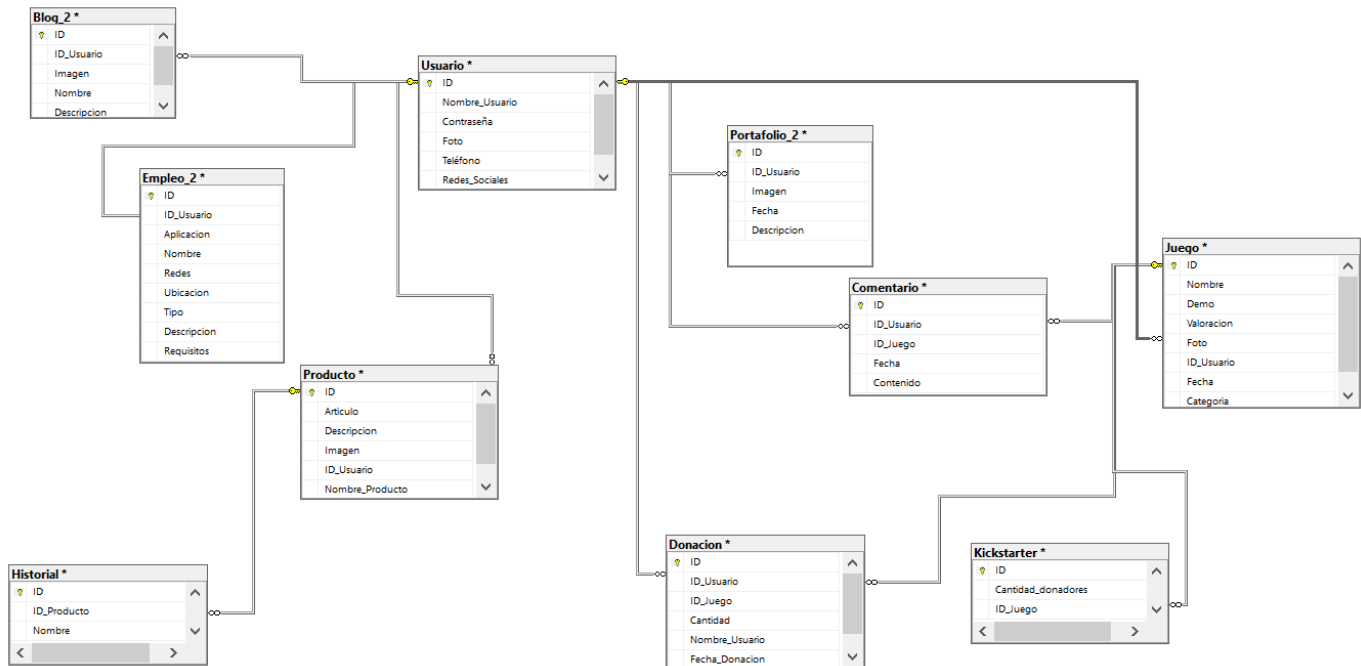 Bloq_2 *
ID
ID_Usuario
Imagen
Nombre
Descripcion
Usuario *
ID
Nombre_Usuario
Contraseña
Foto
Teléfono
Redes_Sociales
Portafolio_2 *
ID
ID_Usuario
Imagen
Fecha
Descripcion
Empleo_2 *
ID
ID_Usuario
Aplicacion
Nombre
Redes
Ubicacion
Tipo
Descripcion
Requisitos
Juego *
ID
Nombre
Demo
Valoracion
Foto
ID_Usuario
Fecha
Categoria
Comentario *
ID
ID_Usuario
ID_Juego
Fecha
Contenido
Producto *
ID
Articulo
Descripcion
Imagen
ID_Usuario
Nombre_Producto
Historial *
ID
ID_Producto
Nombre
Donacion *
ID
ID_Usuario
ID_Juego
Cantidad
Nombre_Usuario
Fecha_Donacion
Kickstarter *
ID
Cantidad_donadores
ID_Juego